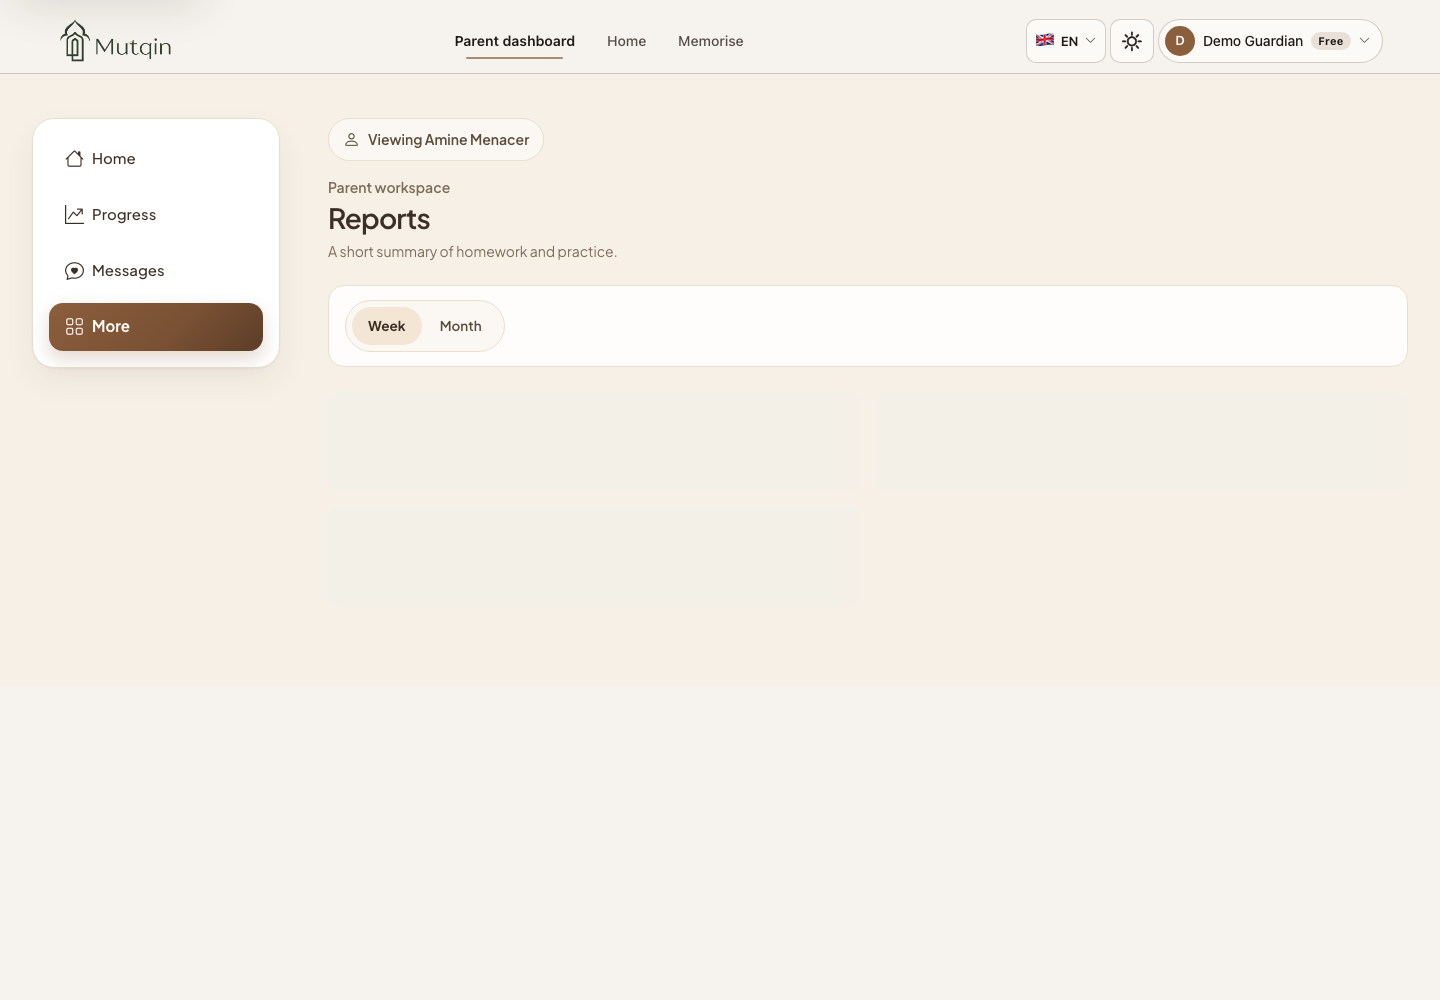 Mutqin
Parent dashboard
Home
Memorise
EN
D
Demo Guardian
Free
Home
Progress
Messages
More
Viewing Amine Menacer
Parent workspace
Reports
A short summary of homework and practice.
Week
Month